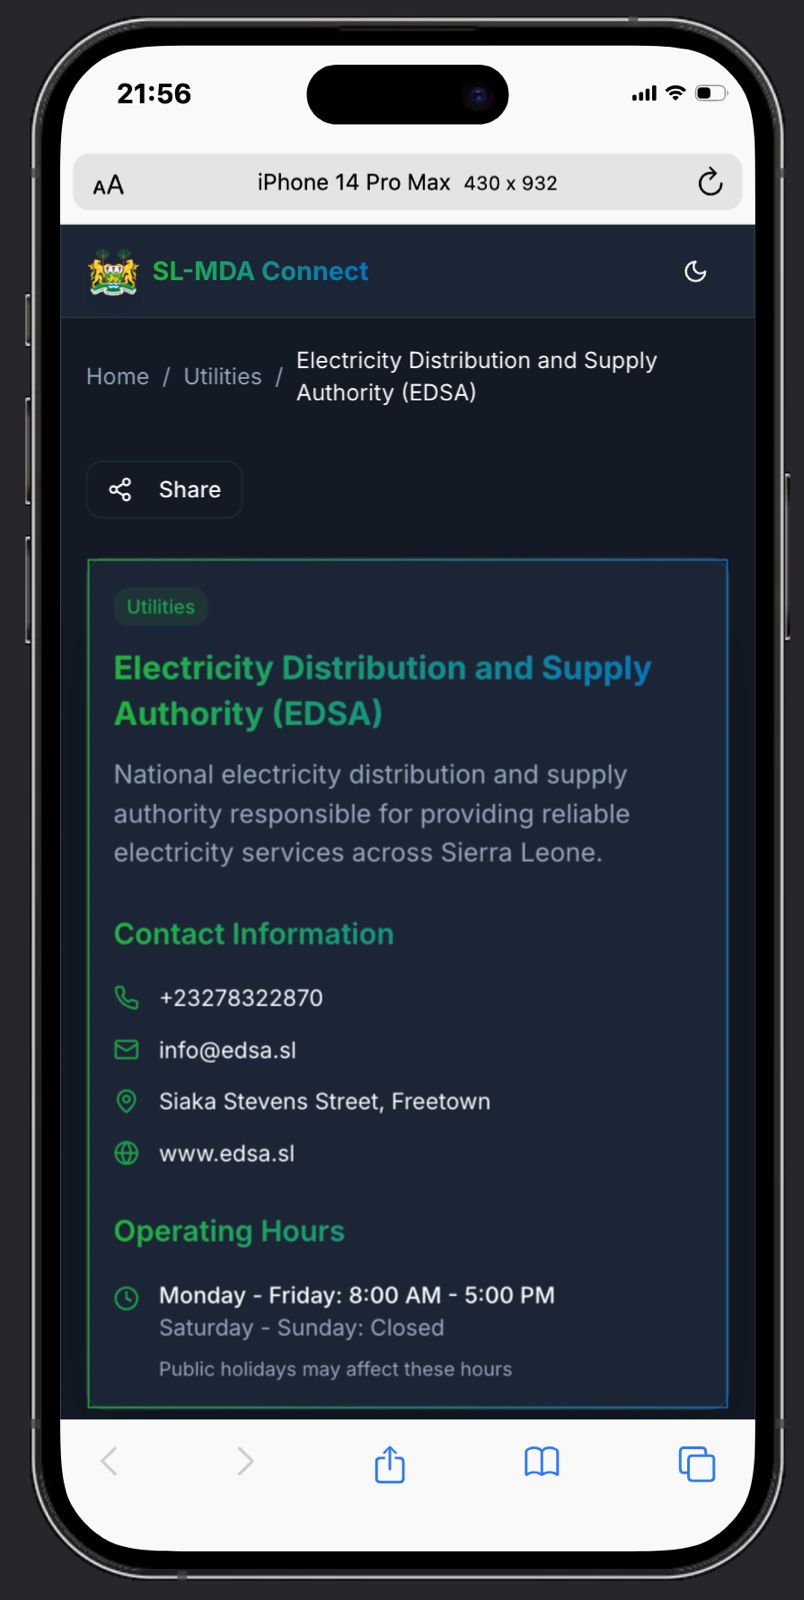 21:56
AA
iPhone 14 Pro Max 430 x 932
SL-MDA Connect
Home / Utilities / Electricity Distribution and Supply
Authority (EDSA)
Share
Utilities
Electricity Distribution and Supply
Authority (EDSA)
National electricity distribution and supply
authority responsible for providing reliable
electricity services across Sierra Leone.
Contact Information
+23278322870
info@edsa.sl
Siaka Stevens Street, Freetown
www.edsa.sl
Operating Hours
Monday - Friday: 8:00 AM - 5:00 PM
Saturday - Sunday: Closed
Public holidays may affect these hours